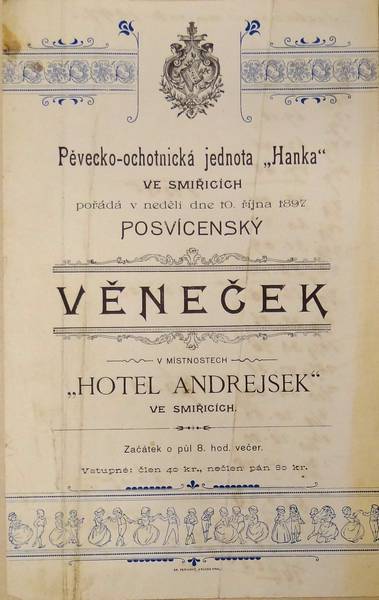 Pěvecko-ochotnická jednota „Hanka“
VE SMIŘICÍCH
pořádá v neděli dne 10. října 1897
POSVÍCENSKÝ
VĚNEČEK
V MÍSTNOSTECH
„HOTEL ANDREJSEK“
VE SMIŘICÍCH.
Začátek o půl 8. hod. večer.
Vstupné: člen 40 kr., nečlen pán 80 kr.